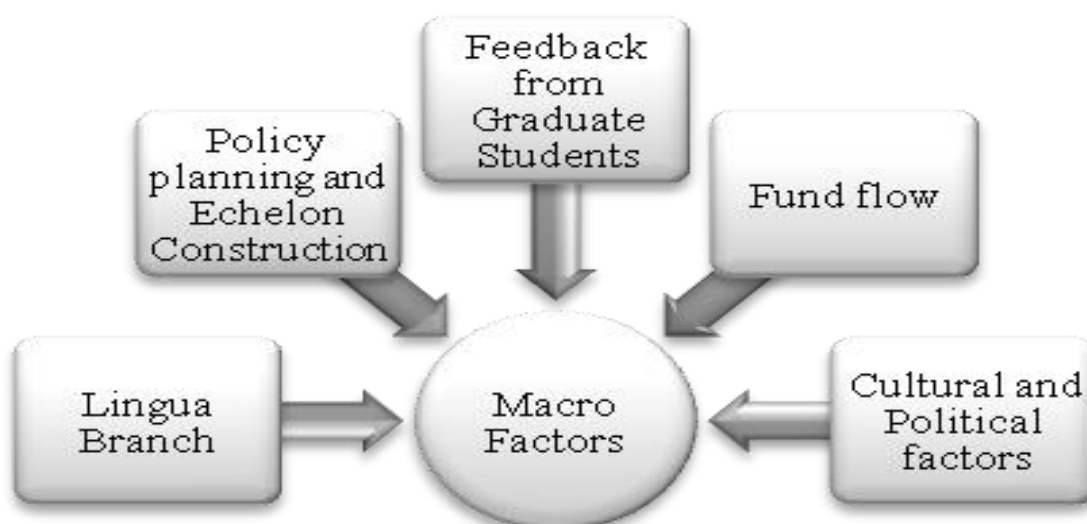 Feedback
from
Graduate
Students
Policy
planning and
Echelon
Construction
Fund flow
Lingua
Branch
Macro
Factors
Cultural and
Political
factors